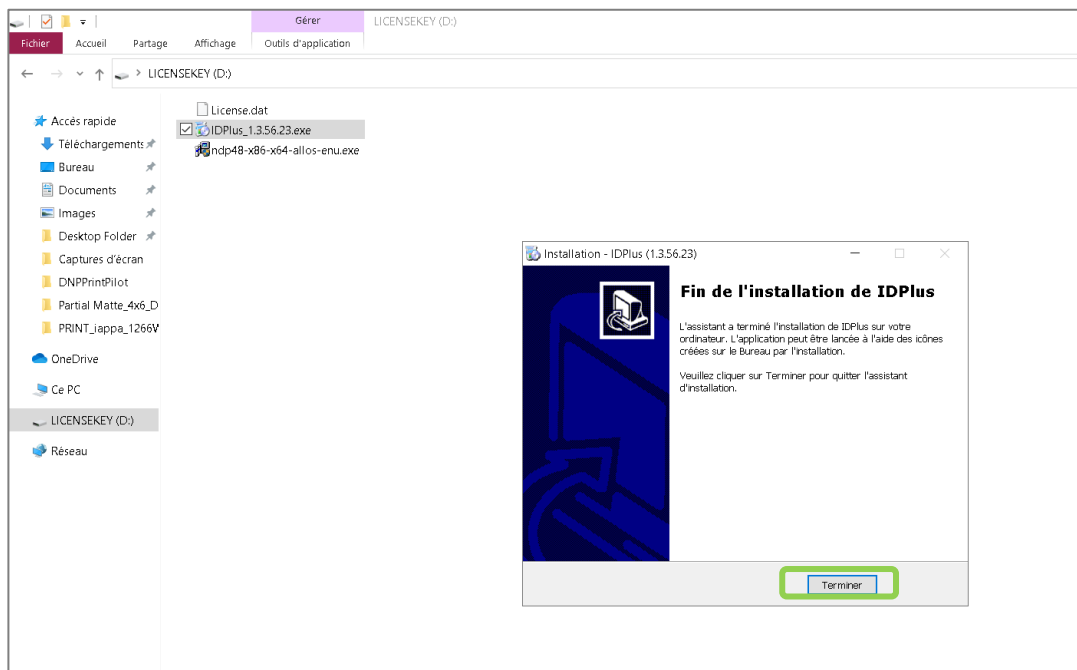 Gérer
LICENSEKEY (D:)
Fichier
Accueil
Partage
Affichage
Outils d'application
LICENSEKEY (D:)
Accès rapide
Téléchargements
Bureau
Documents
Images
Desktop Folder
Captures d'écran
DNPPrintPilot
Partial Matte_4x6_D
PRINT_iappa_1266V
OneDrive
Ce PC
LICENSEKEY (D:)
Réseau
License.dat
IDPlus_1.3.56.23.exe
ndp48-x86-x64-allos-enu.exe
Installation - IDPlus (1.3.56.23)
Fin de l'installation de IDPlus
L'assistant a terminé l'installation de IDPlus sur votre
ordinateur. L'application peut être lancée à l'aide des icônes
créées sur le Bureau par l'installation.
Veuillez cliquer sur Terminer pour quitter l'assistant
d'installation.
Terminer